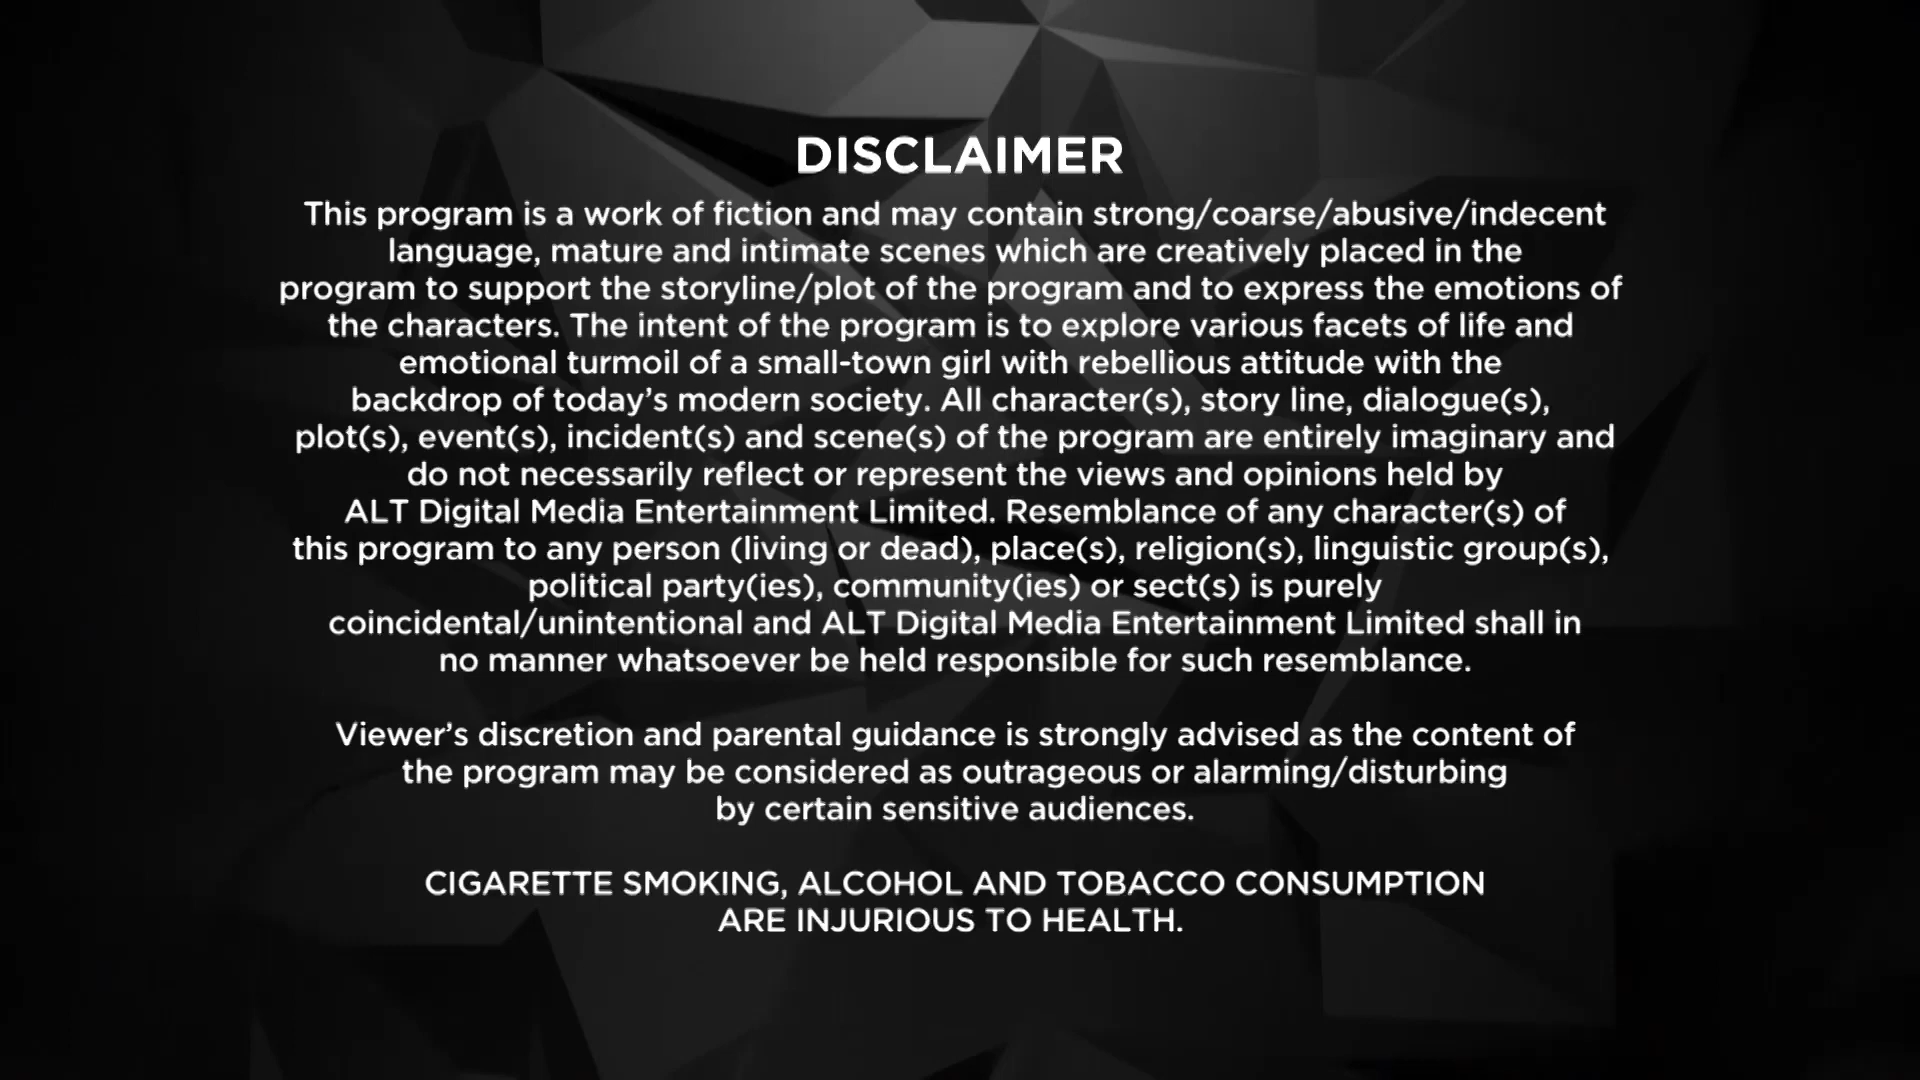 DISCLAIMER
This program is a work of fiction and may contain strong/coarse/abusive/indecent
language, mature and intimate scenes which are creatively placed in the
program to support the storyline/plot of the program and to express the emotions of
the characters. The intent of the program is to explore various facets of life and
emotional turmoil of a small-town girl with rebellious attitude with the
backdrop of today’s modern society. All character(s), story line, dialogue(s),
plot(s), event(s), incident(s) and scene(s) of the program are entirely imaginary and
do not necessarily reflect or represent the views and opinions held by
ALT Digital Media Entertainment Limited. Resemblance of any character(s) of
this program to any person (living or dead), place(s), religion(s), linguistic group(s),
political party(ies), community(ies) or sect(s) is purely
coincidental/unintentional and ALT Digital Media Entertainment Limited shall in
no manner whatsoever be held responsible for such resemblance.
Viewer’s discretion and parental guidance is strongly advised as the content of
the program may be considered as outrageous or alarming/disturbing
by certain sensitive audiences.
CIGARETTE SMOKING, ALCOHOL AND TOBACCO CONSUMPTION
ARE INJURIOUS TO HEALTH.